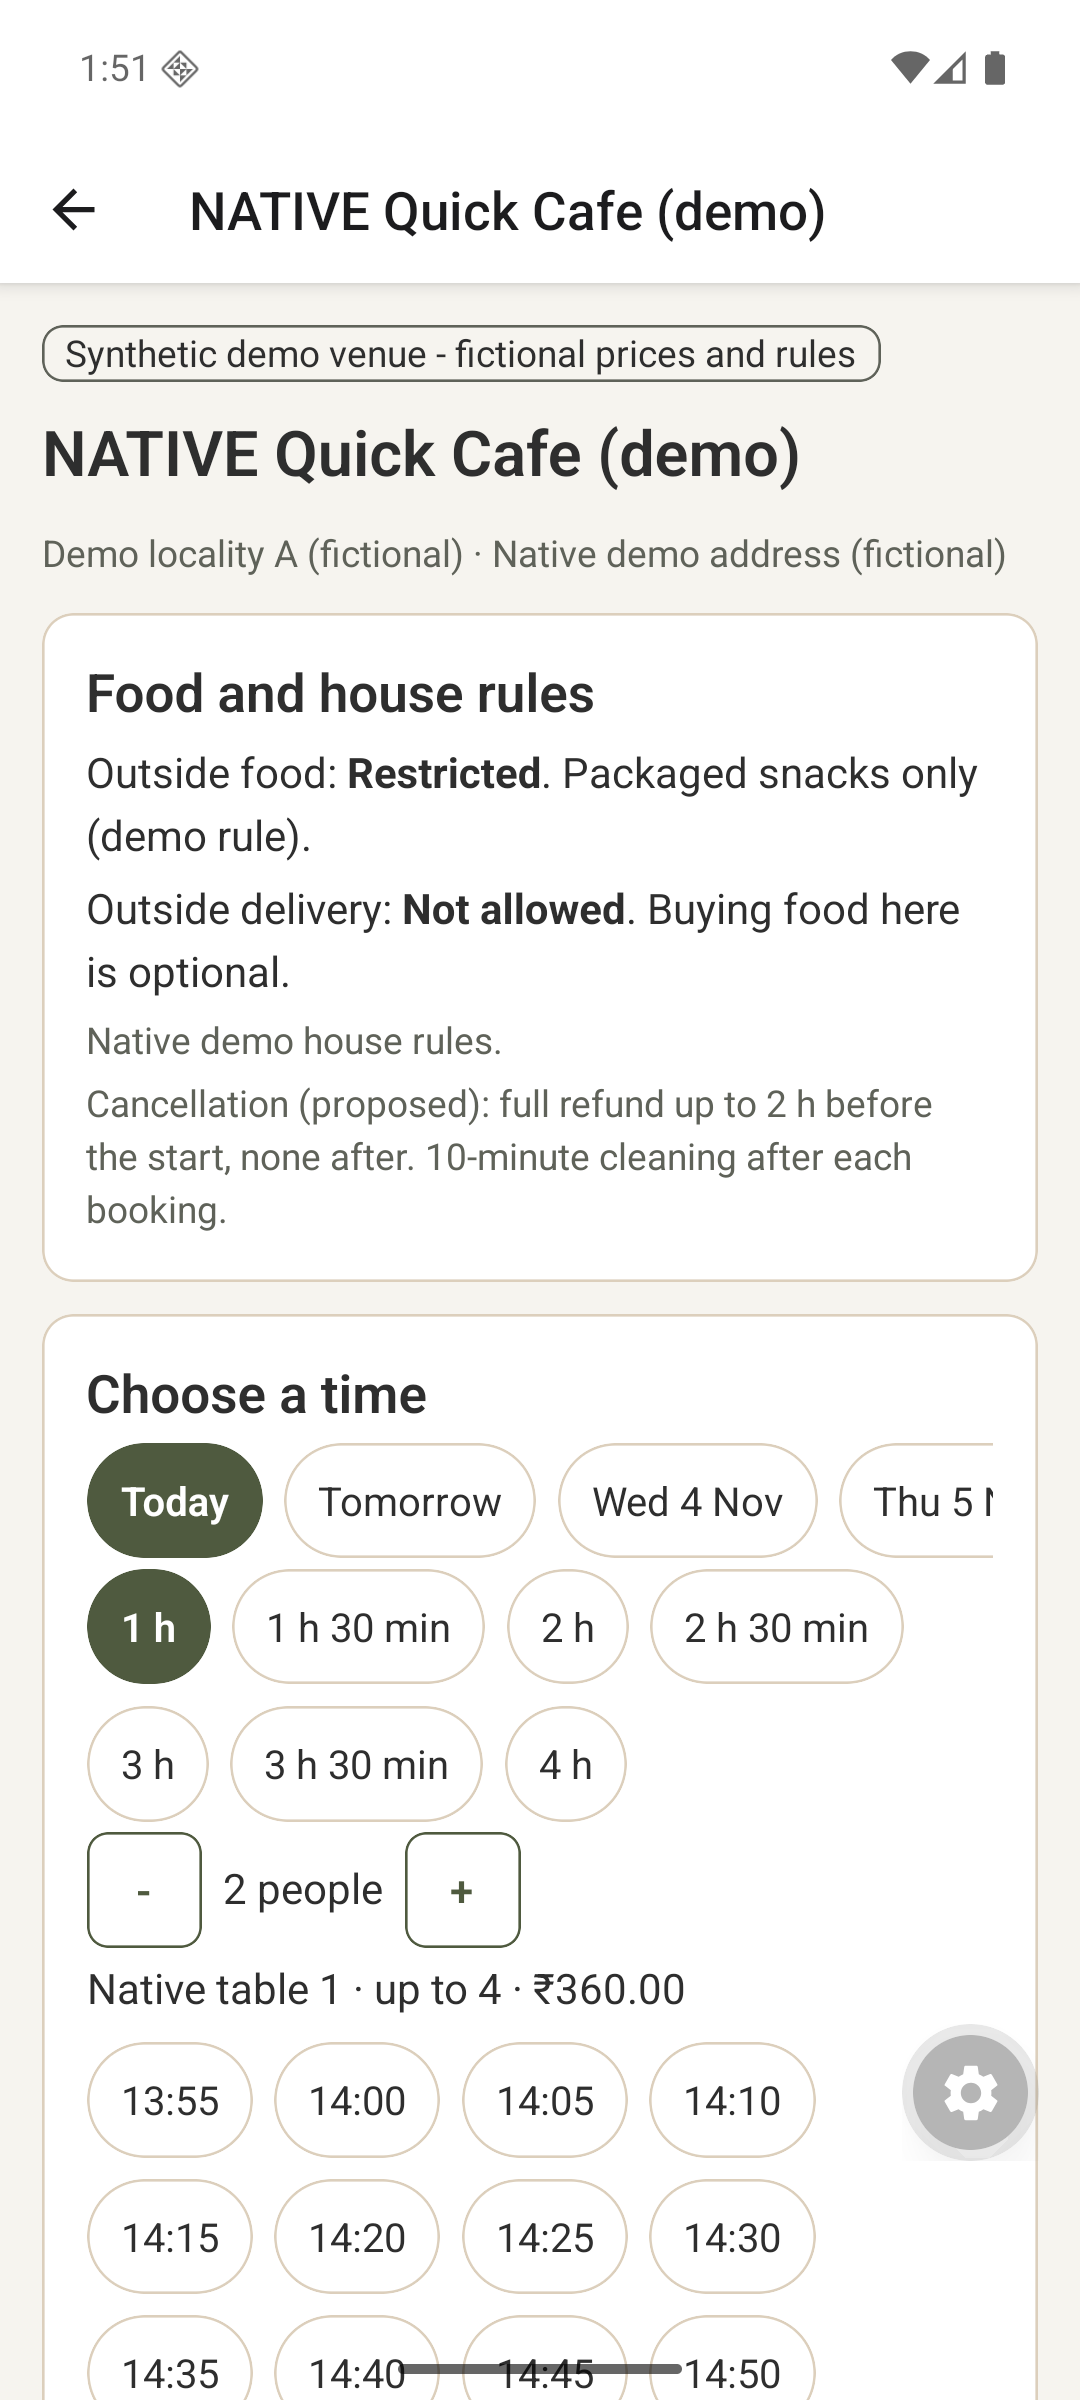 1:51
NATIVE Quick Cafe (demo)
Synthetic demo venue - fictional prices and rules
NATIVE Quick Cafe (demo)
Demo locality A (fictional) · Native demo address (fictional)
Food and house rules
Outside food: Restricted. Packaged snacks only
(demo rule).
Outside delivery: Not allowed. Buying food here
is optional.
Native demo house rules.
Cancellation (proposed): full refund up to 2 h before
the start, none after. 10-minute cleaning after each
booking.
Choose a time
Today Tomorrow Wed 4 Nov Thu 5
1 h 1 h 30 min 2 h 2 h 30 min
3 h 3 h 30 min 4 h
- 2 people +
Native table 1 · up to 4 · ₹360.00
13:55 14:00 14:05 14:10
14:15 14:20 14:25 14:30
14:35 14:40 14:45 14:50